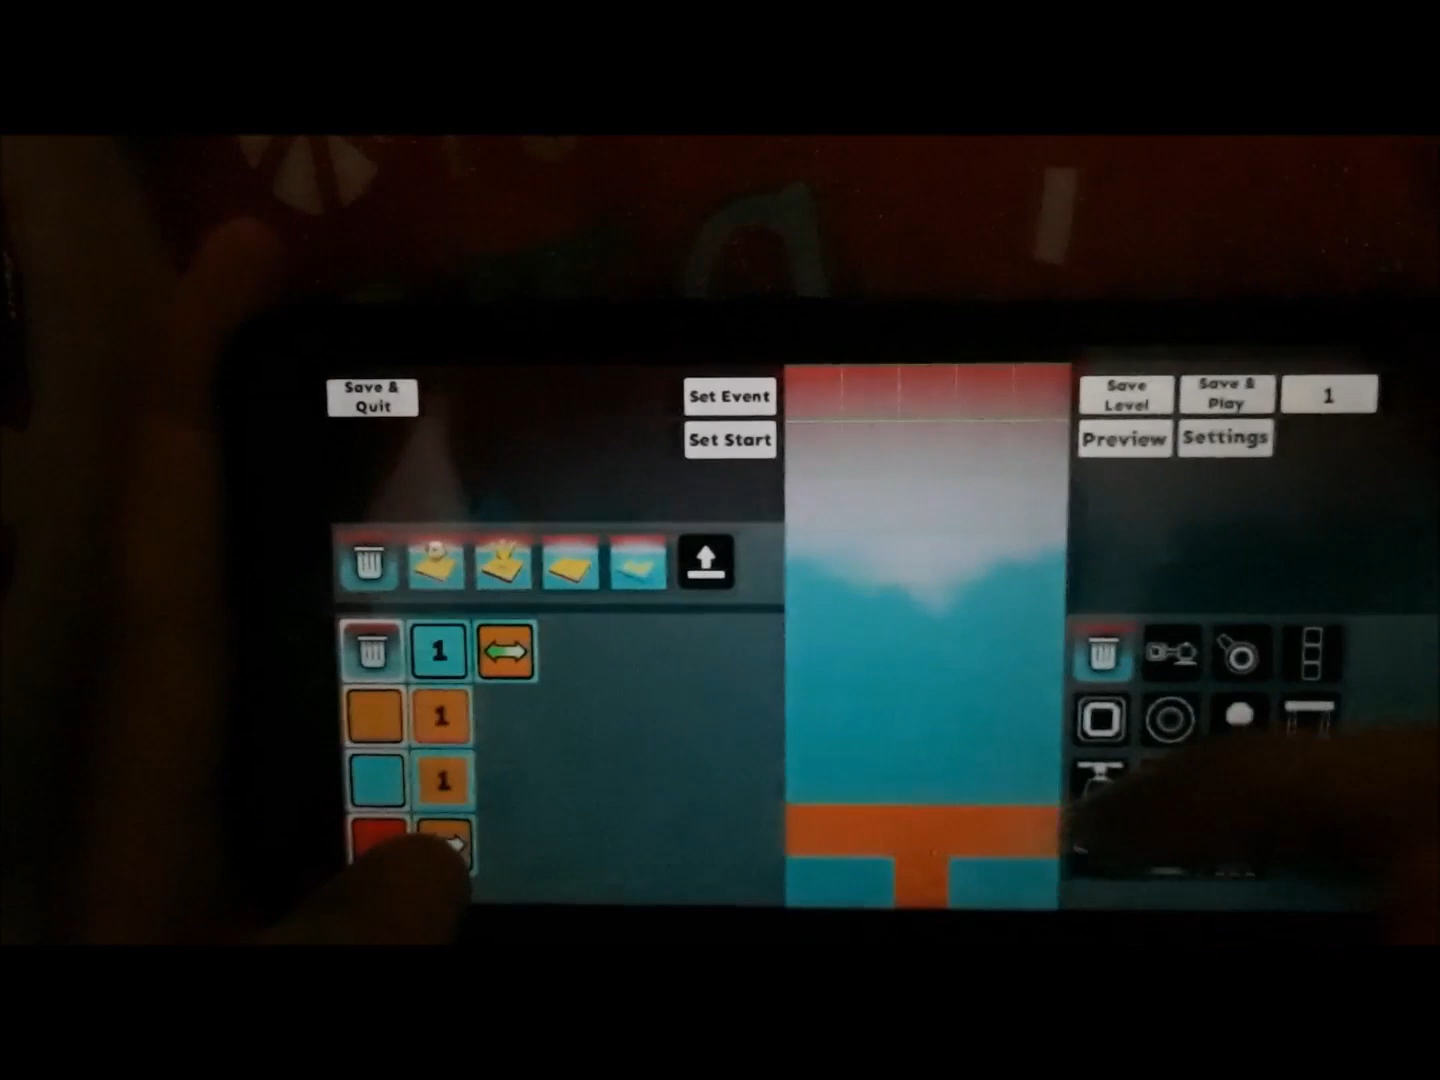 Save &
Quit
Set Event
Set Start
Save
Level
Save &
Play
1
Preview
Settings
1
1
1